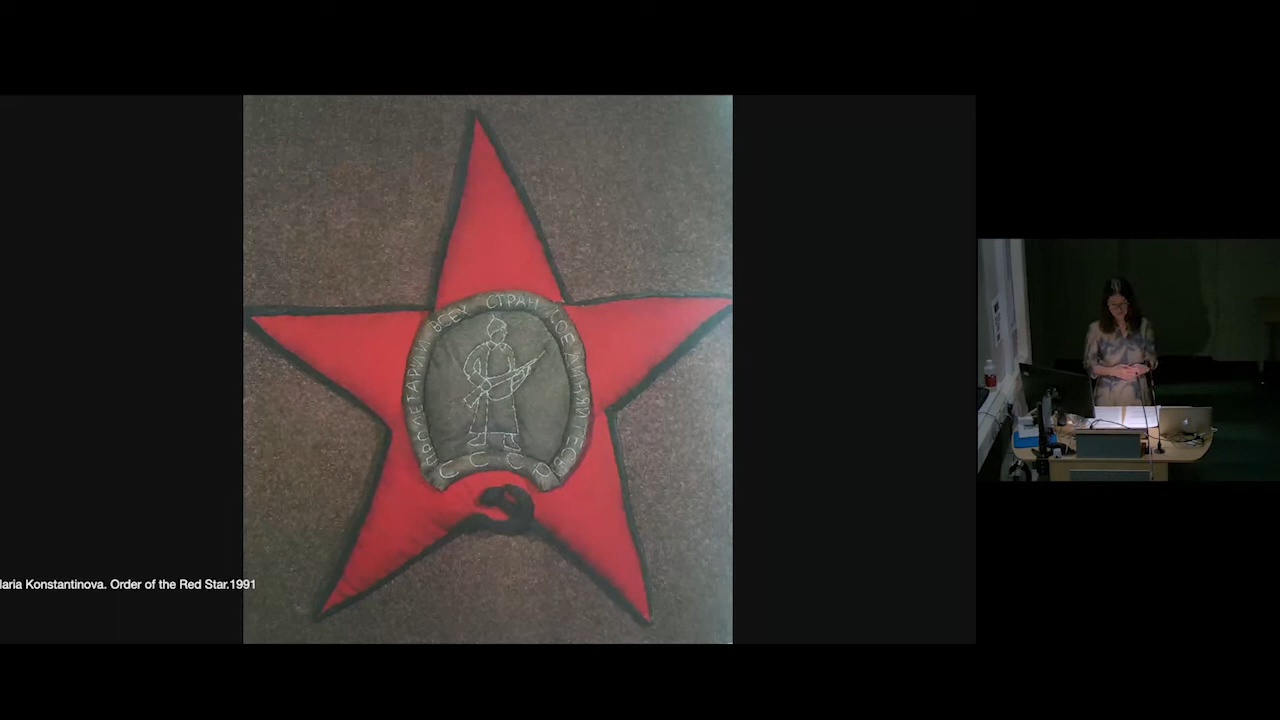 ПРОЛЕТАРИИ ВСЕХ СТРАН СОЕДИНЯЙТЕСЬ
СССР
laria Konstantinova. Order of the Red Star.1991